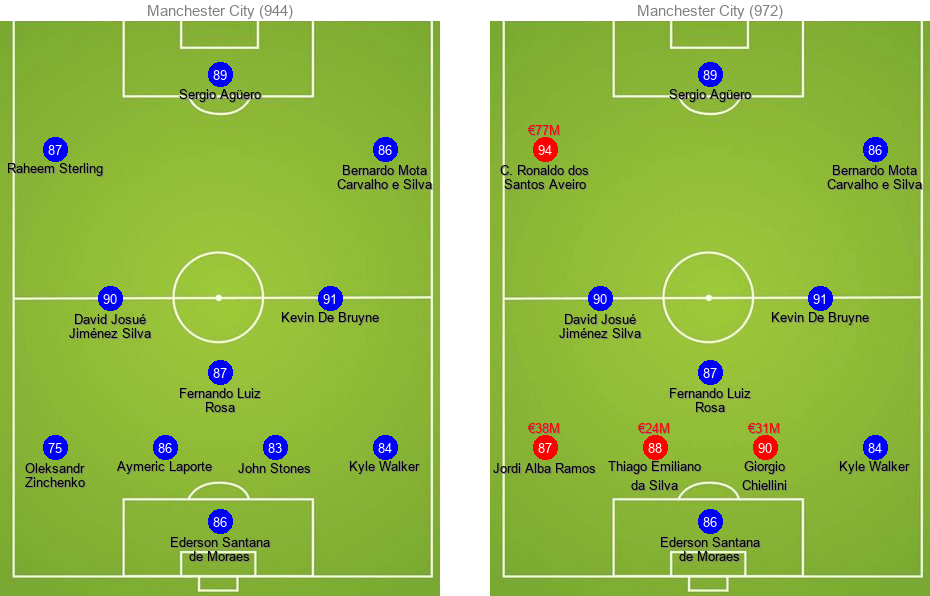 Manchester City (944)
89
Sergio Agüero
87
Raheem Sterling
86
Bernardo Mota
Carvalho e Silva
90
David Josué
Jiménez Silva
91
Kevin De Bruyne
87
Fernando Luiz
Rosa
75
Oleksandr
Zinchenko
86
Aymeric Laporte
83
John Stones
84
Kyle Walker
86
Ederson Santana
de Moraes
Manchester City (972)
89
Sergio Agüero
€77M
94
C. Ronaldo dos
Santos Aveiro
86
Bernardo Mota
Carvalho e Silva
90
David Josué
Jiménez Silva
91
Kevin De Bruyne
87
Fernando Luiz
Rosa
€38M
87
Jordi Alba Ramos
€24M
88
Thiago Emiliano
da Silva
€31M
90
Giorgio
Chiellini
84
Kyle Walker
86
Ederson Santana
de Moraes